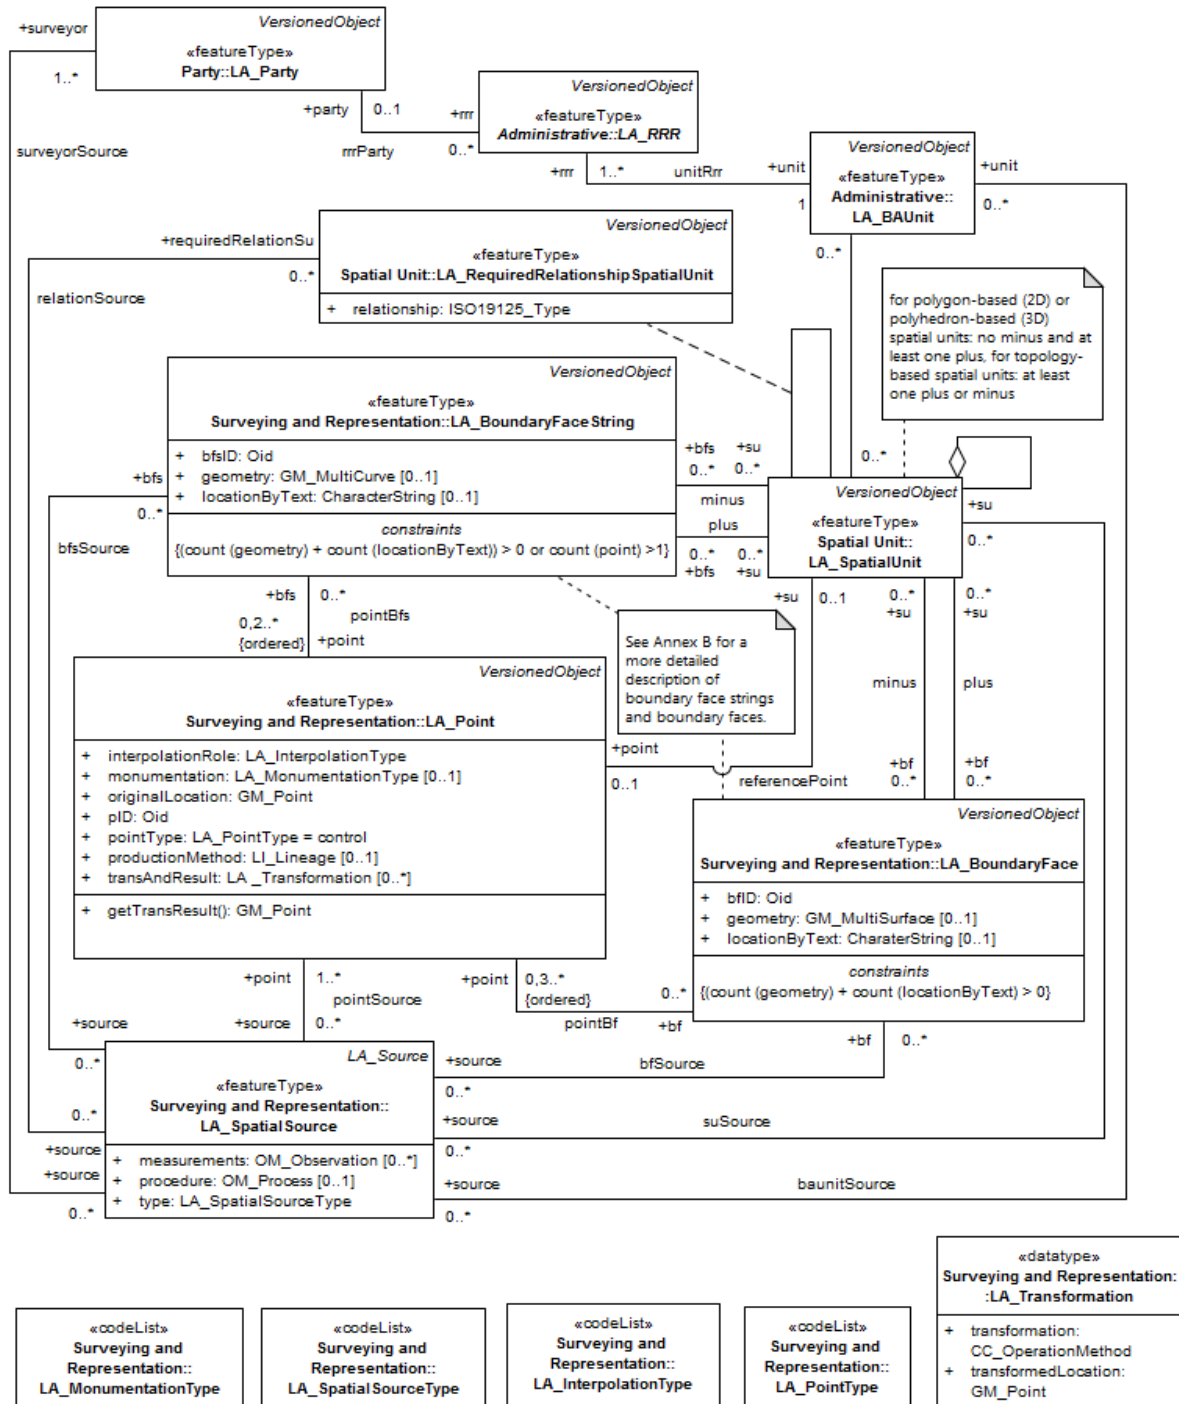 +surveyor
VersionedObject
«featureType»
Party::LA_Party
1..*
surveyorSource
+party
0..1
rrrParty
+rrr
0..*
VersionedObject
«featureType»
Administrative::LA_RRR
+rrr
1..*
unitRrr
+unit
1
VersionedObject
«featureType»
Administrative::
LA_BAUnit
+unit
0..*
0..*
+requiredRelationSu
0..*
relationSource
VersionedObject
«featureType»
Spatial Unit::LA_RequiredRelationshipSpatialUnit
+ relationship: ISO19125_Type
for polygon-based (2D) or
polyhedron-based (3D)
spatial units: no minus and at
least one plus, for topology-
based spatial units: at least
one plus or minus
VersionedObject
«featureType»
Surveying and Representation::LA_BoundaryFaceString
+ bfsID: Oid
+ geometry: GM_MultiCurve [0..1]
+ locationByText: CharacterString [0..1]
constraints
{(count (geometry) + count (locationByText)) > 0 or count (point) >1}
+bfs
0..*
bfsSource
+bfs +su
0..* 0..*
minus
plus
0..* 0..*
+bfs +su
0..*
VersionedObject
«featureType»
Spatial Unit::
LA_SpatialUnit
+su
0..*
+bfs
0..*
pointBfs
0,2..*
{ordered}
+point
See Annex B for a
more detailed
description of
boundary face strings
and boundary faces.
+su
0..1
0..*
+su
0..*
+su
minus
plus
VersionedObject
«featureType»
Surveying and Representation::LA_Point
+ interpolationRole: LA_InterpolationType
+ monumentation: LA_MonumentationType [0..1]
+ originalLocation: GM_Point
+ pID: Oid
+ pointType: LA_PointType = control
+ productionMethod: LI_Lineage [0..1]
+ transAndResult: LA _Transformation [0..*]
+ getTransResult(): GM_Point
+point
0..1
referencePoint
+bf
0..*
+bf
0..*
VersionedObject
«featureType»
Surveying and Representation::LA_BoundaryFace
+ bfID: Oid
+ geometry: GM_MultiSurface [0..1]
+ locationByText: CharaterString [0..1]
constraints
{(count (geometry) + count (locationByText) > 0}
+point
1..*
pointSource
+source
0..*
+point
0,3..*
{ordered}
pointBf
0..*
+bf
+source
0..*
0..*
+source
+source
0..*
LA_Source
«featureType»
Surveying and Representation::
LA_SpatialSource
+ measurements: OM_Observation [0..*]
+ procedure: OM_Process [0..1]
+ type: LA_SpatialSourceType
+source
0..*
bfSource
+bf
0..*
+source
0..*
suSource
+source
0..*
baunitSource
«codeList»
Surveying and
Representation::
LA_MonumentationType
«codeList»
Surveying and
Representation::
LA_SpatialSourceType
«codeList»
Surveying and
Representation::
LA_InterpolationType
«codeList»
Surveying and
Representation::
LA_PointType
«datatype»
Surveying and Representation:
:LA_Transformation
+ transformation:
CC_OperationMethod
+ transformedLocation:
GM_Point